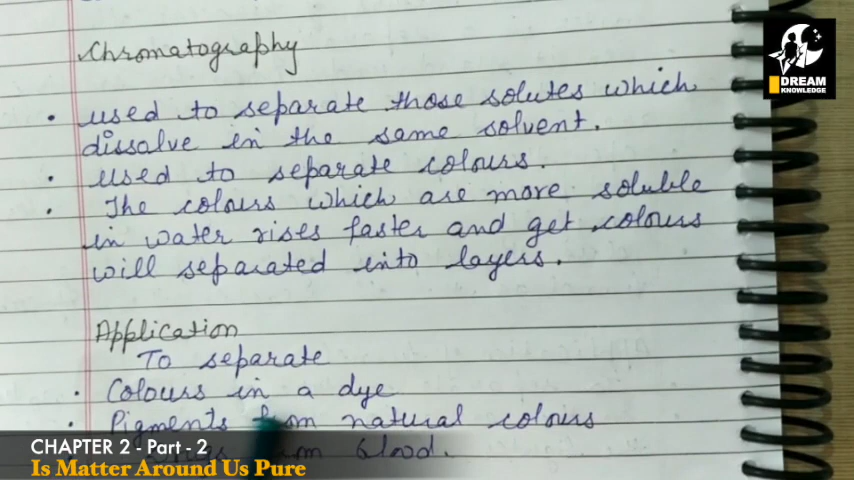 Chromatography
DREAM
KNOWLEDGE
• used to separate those solutes which
dissolve in the same solvent.
• used to separate colours.
• The colours which are more soluble
in water rises faster and get colours
will separated into layers.
Application
To separate
• Colours in a dye
• Pigments from natural colours
from blood.
CHAPTER 2 - Part - 2
Is Matter Around Us Pure